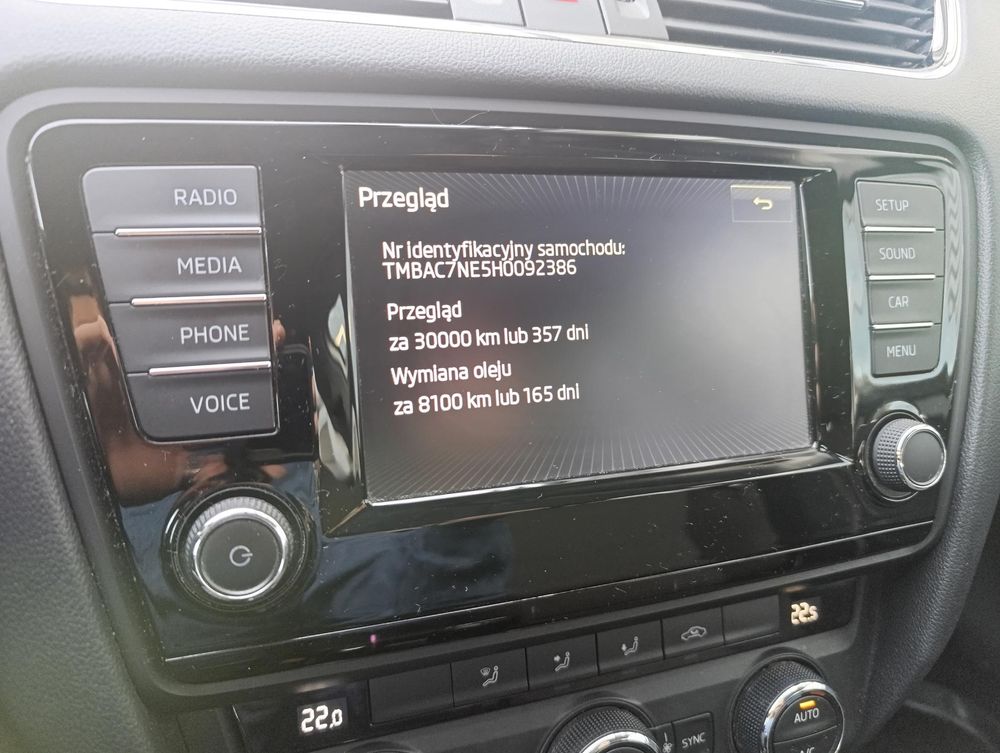 RADIO
MEDIA
PHONE
VOICE
Przegląd
Nr identyfikacyjny samochodu:
TMBAC7NE5H0092386
Przegląd
za 30000 km lub 357 dni
Wymiana oleju
za 8100 km lub 165 dni
SETUP
SOUND
CAR
MENU
22.0
22.5
SYNC
AUTO
A/C